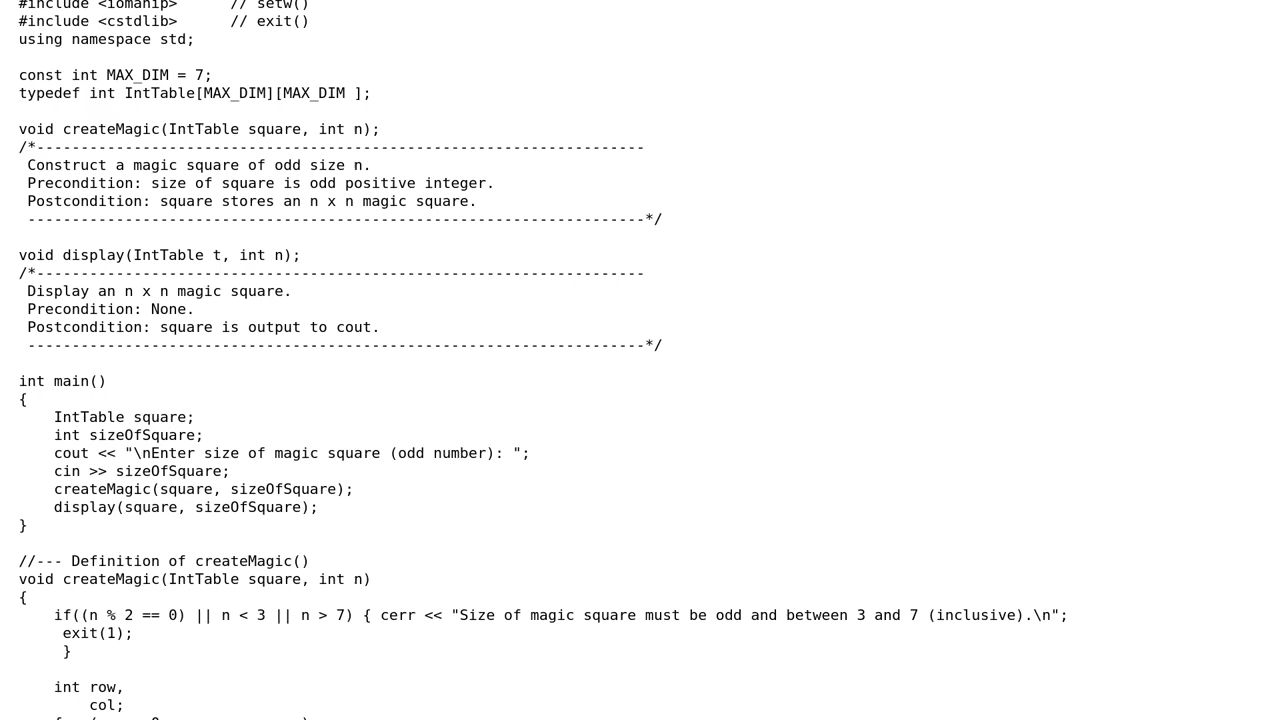 #include <iomanip>      // setw()
#include <cstdlib>      // exit()
using namespace std;

const int MAX_DIM = 7;
typedef int IntTable[MAX_DIM][MAX_DIM ];

void createMagic(IntTable square, int n);
/*---------------------------------------------------------------------
 Construct a magic square of odd size n.
 Precondition: size of square is odd positive integer.
 Postcondition: square stores an n x n magic square.
 ----------------------------------------------------------------------*/

void display(IntTable t, int n);
/*---------------------------------------------------------------------
 Display an n x n magic square.
 Precondition: None.
 Postcondition: square is output to cout.
 ----------------------------------------------------------------------*/

int main()
{
    IntTable square;
    int sizeOfSquare;
    cout << "\nEnter size of magic square (odd number): ";
    cin >> sizeOfSquare;
    createMagic(square, sizeOfSquare);
    display(square, sizeOfSquare);
}

//--- Definition of createMagic()
void createMagic(IntTable square, int n)
{
    if((n % 2 == 0) || n < 3 || n > 7) { cerr << "Size of magic square must be odd and between 3 and 7 (inclusive).\n";
     exit(1);
     }

    int row,
        col;